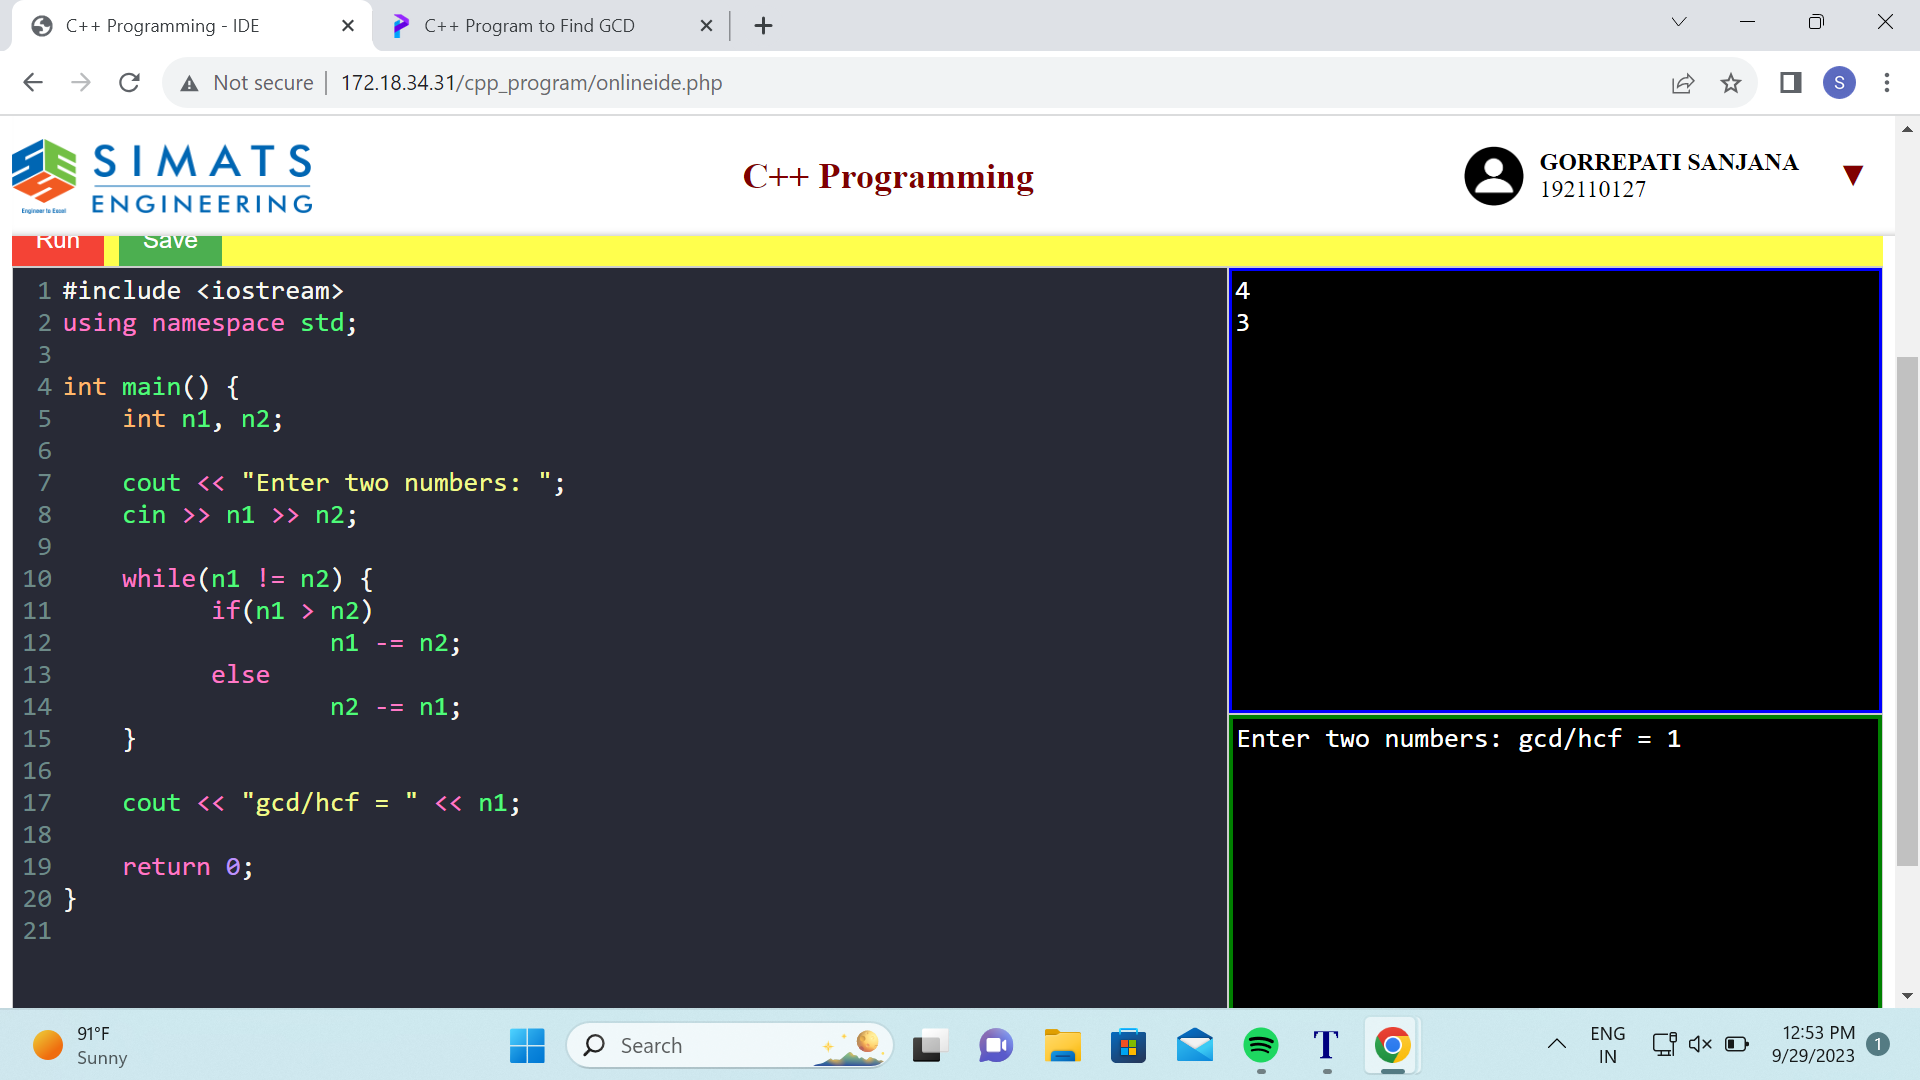 C++ Programming - IDE
C++ Program to Find GCD
Not secure
172.18.34.31/cpp_program/onlineide.php
S
SIMATS
ENGINEERING
Engineer to Excel
C++ Programming
GORREPATI SANJANA
192110127
Run
Save
1 #include <iostream>
2 using namespace std;
3
4 int main() {
5     int n1, n2;
6
7     cout << "Enter two numbers: ";
8     cin >> n1 >> n2;
9
10     while(n1 != n2) {
11           if(n1 > n2)
12                   n1 -= n2;
13           else
14                   n2 -= n1;
15     }
16
17     cout << "gcd/hcf = " << n1;
18
19     return 0;
20 }
21
4
3
Enter two numbers: gcd/hcf = 1
91°F
Sunny
Search
T
ENG
IN
12:53 PM
9/29/2023
1